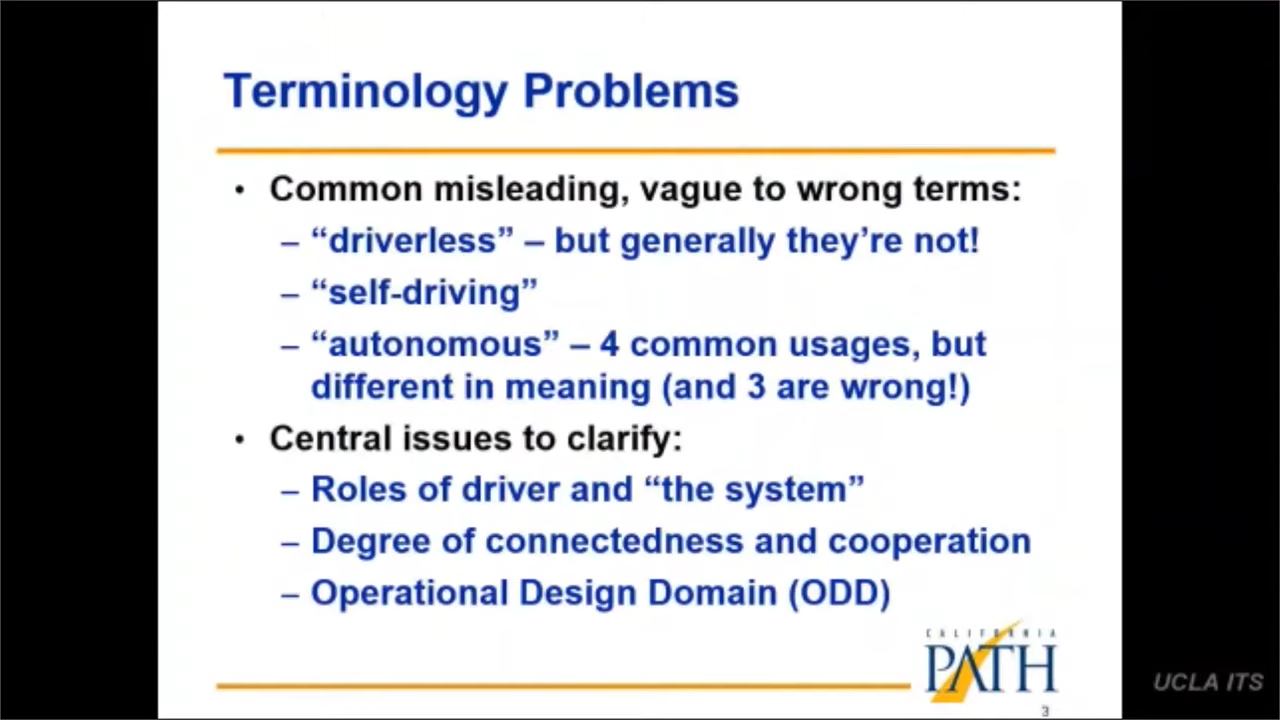 Terminology Problems
• Common misleading, vague to wrong terms:
– “driverless” – but generally they’re not!
– “self-driving”
– “autonomous” – 4 common usages, but
different in meaning (and 3 are wrong!)
• Central issues to clarify:
– Roles of driver and “the system”
– Degree of connectedness and cooperation
– Operational Design Domain (ODD)
CALIFORNIA
PATH
3
UCLA ITS